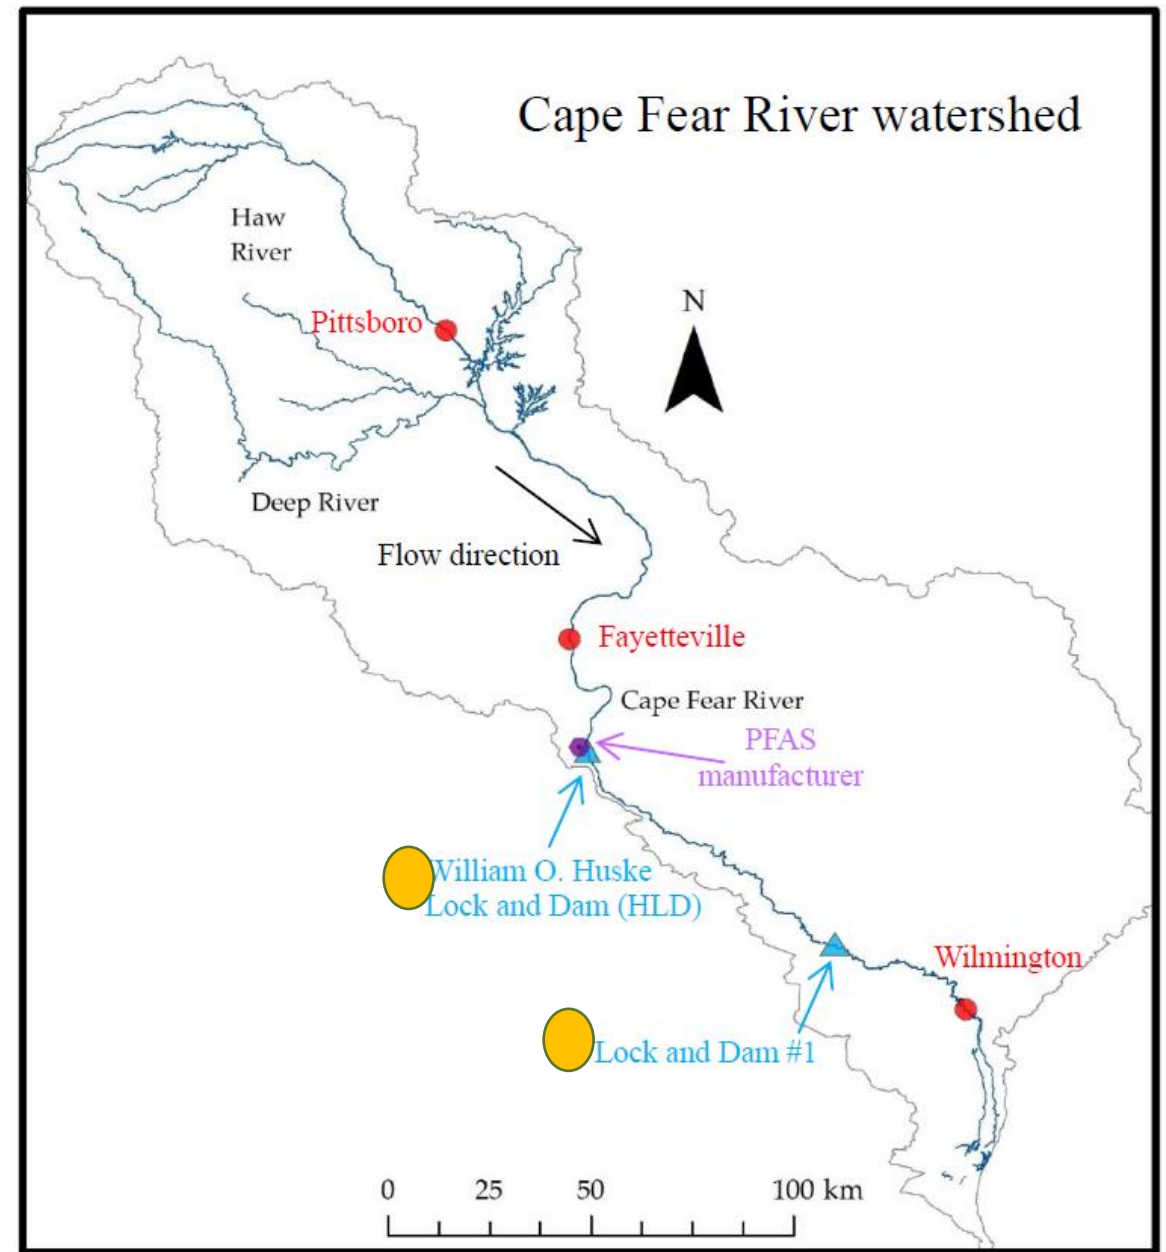 Cape Fear River watershed
Haw
River
Pittsboro
N
Deep River
Flow direction
Fayetteville
Cape Fear River
PFAS
manufacturer
William O. Huske
Lock and Dam (HLD)
Wilmington
Lock and Dam #1
0 25 50 100 km